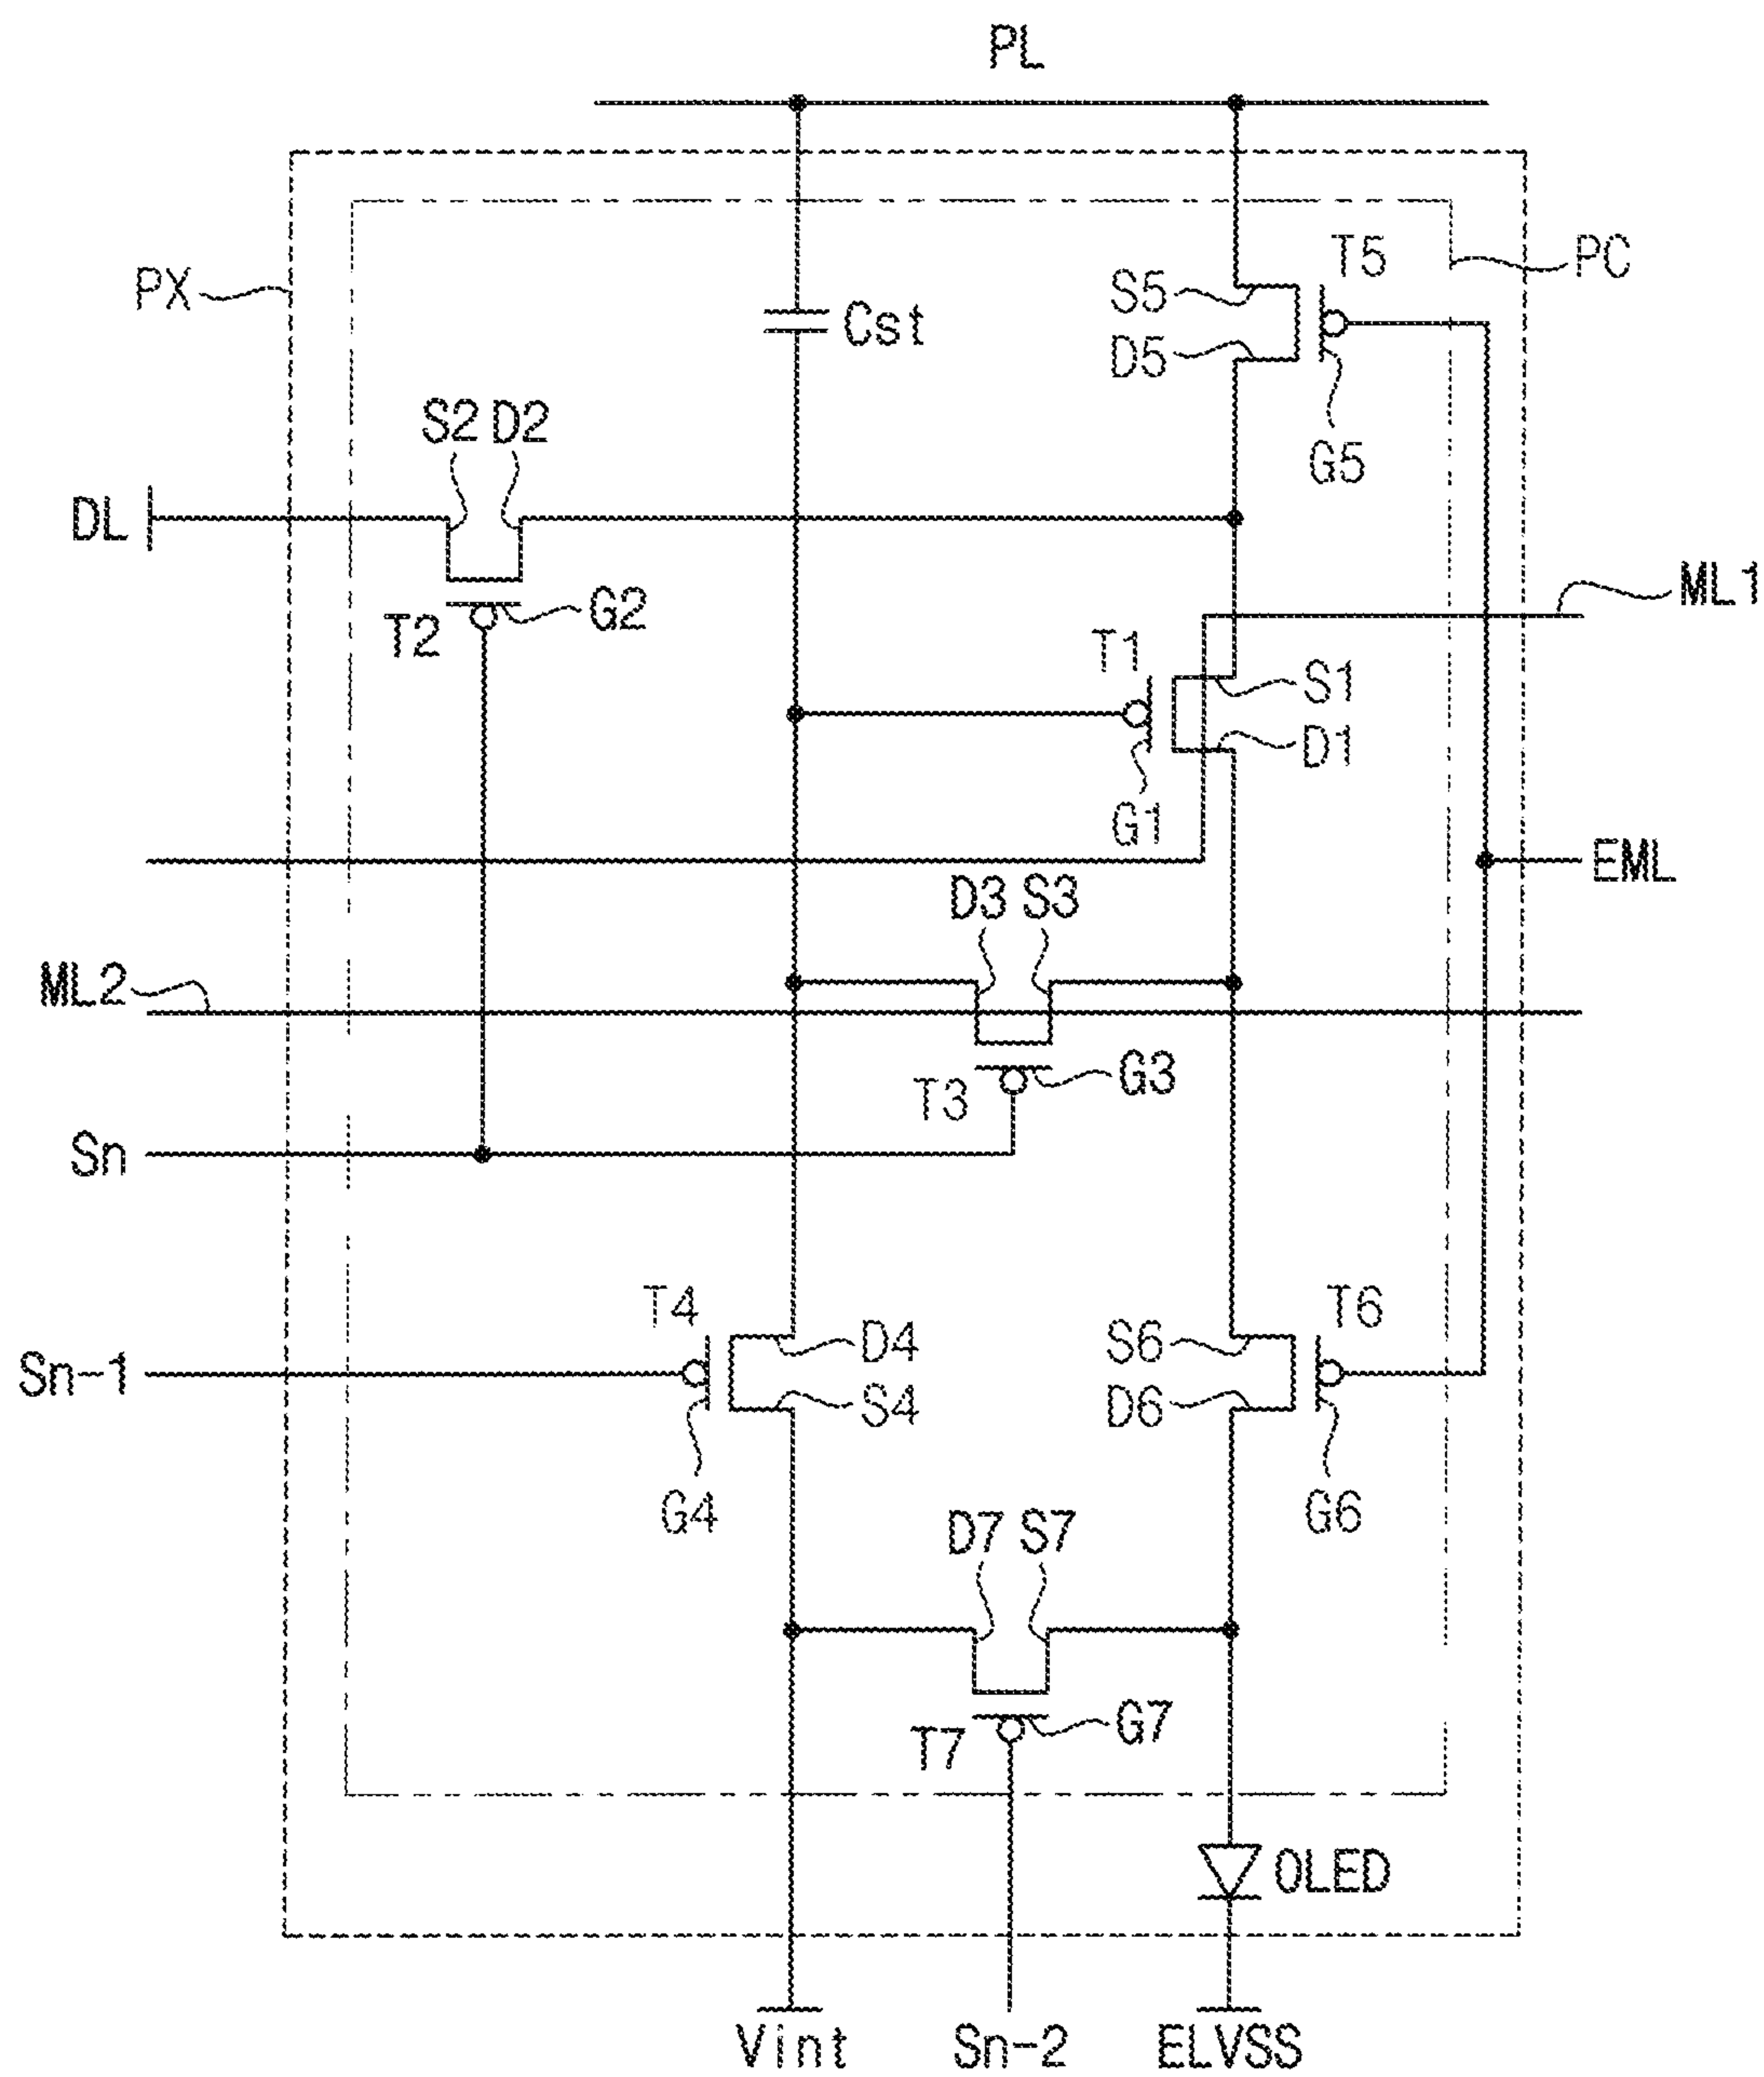 PL
PX
T5
PC
S5
Cst
D5
S2 D2
G5
DL
ML1
G2
T2
T1
S1
D1
G1
EML
D3 S3
ML2
G3
T3
Sn
T4
T6
D4
S6
Sn-1
S4
D6
G4
G6
D7 S7
G7
T7
OLED
Vint
Sn-2
ELVSS